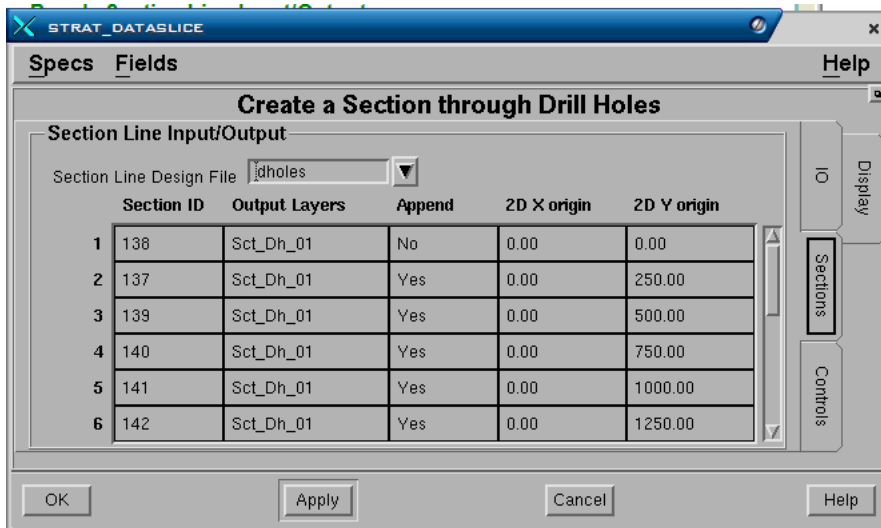 STRAT_DATASLICE
Specs Fields Help
Create a Section through Drill Holes
Section Line Input/Output
Section Line Design File dholes
Section ID Output Layers Append 2D X origin 2D Y origin
1 138 Sct_Dh_01 No 0.00 0.00
2 137 Sct_Dh_01 Yes 0.00 250.00
3 139 Sct_Dh_01 Yes 0.00 500.00
4 140 Sct_Dh_01 Yes 0.00 750.00
5 141 Sct_Dh_01 Yes 0.00 1000.00
6 142 Sct_Dh_01 Yes 0.00 1250.00
IO
Sections
Controls
Display
OK Apply Cancel Help